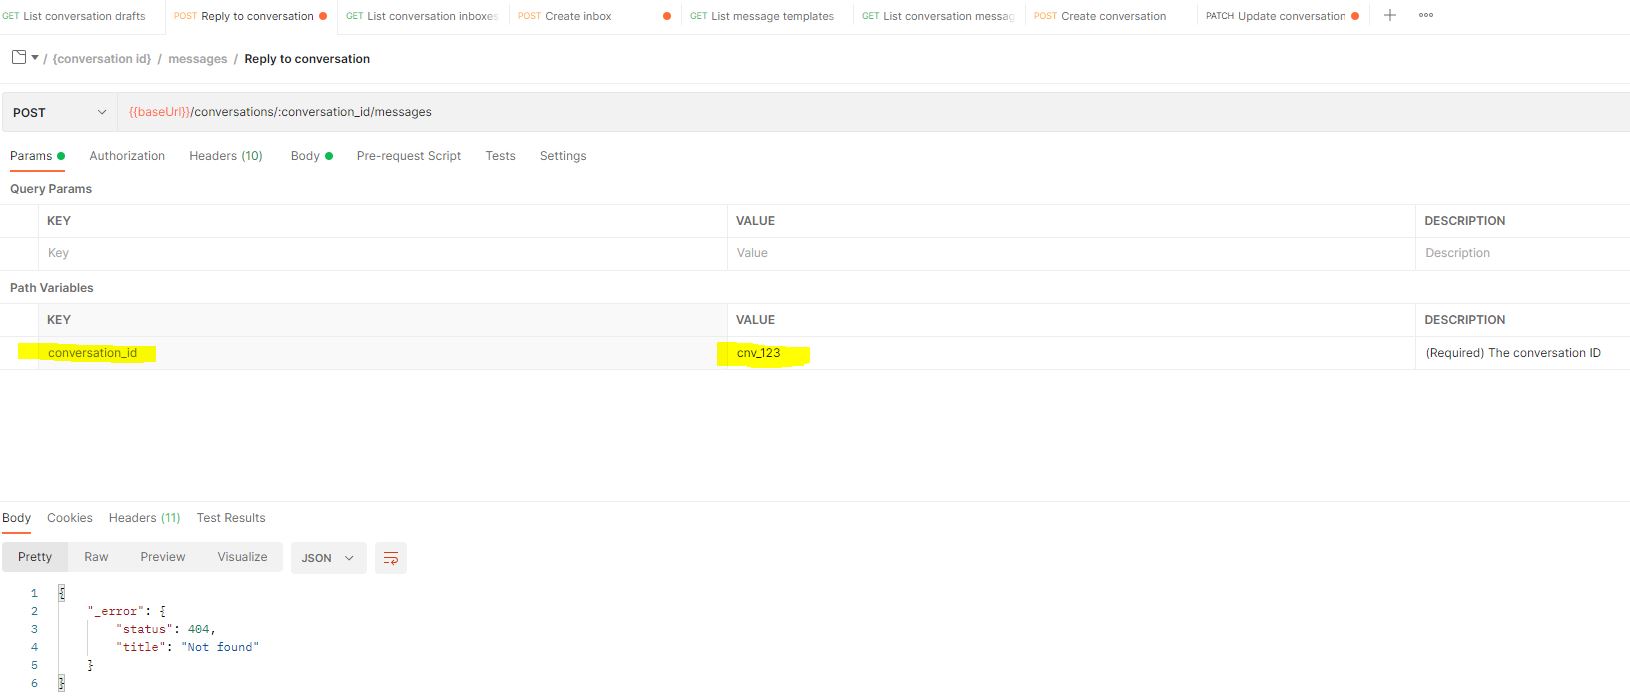 GET List conversation drafts POST Reply to conversation GET List conversation inboxes POST Create inbox GET List message templates GET List conversation messag POST Create conversation PATCH Update conversation
/ {conversation id} / messages / Reply to conversation
POST {{baseUrl}}/conversations/:conversation_id/messages
Params Authorization Headers (10) Body Pre-request Script Tests Settings
Query Params
KEY VALUE DESCRIPTION
Key Value Description
Path Variables
KEY VALUE DESCRIPTION
conversation_id cnv_123 (Required) The conversation ID
Body Cookies Headers (11) Test Results
Pretty Raw Preview Visualize JSON
1 {
2 "_error": {
3 "status": 404,
4 "title": "Not found"
5 }
6 }